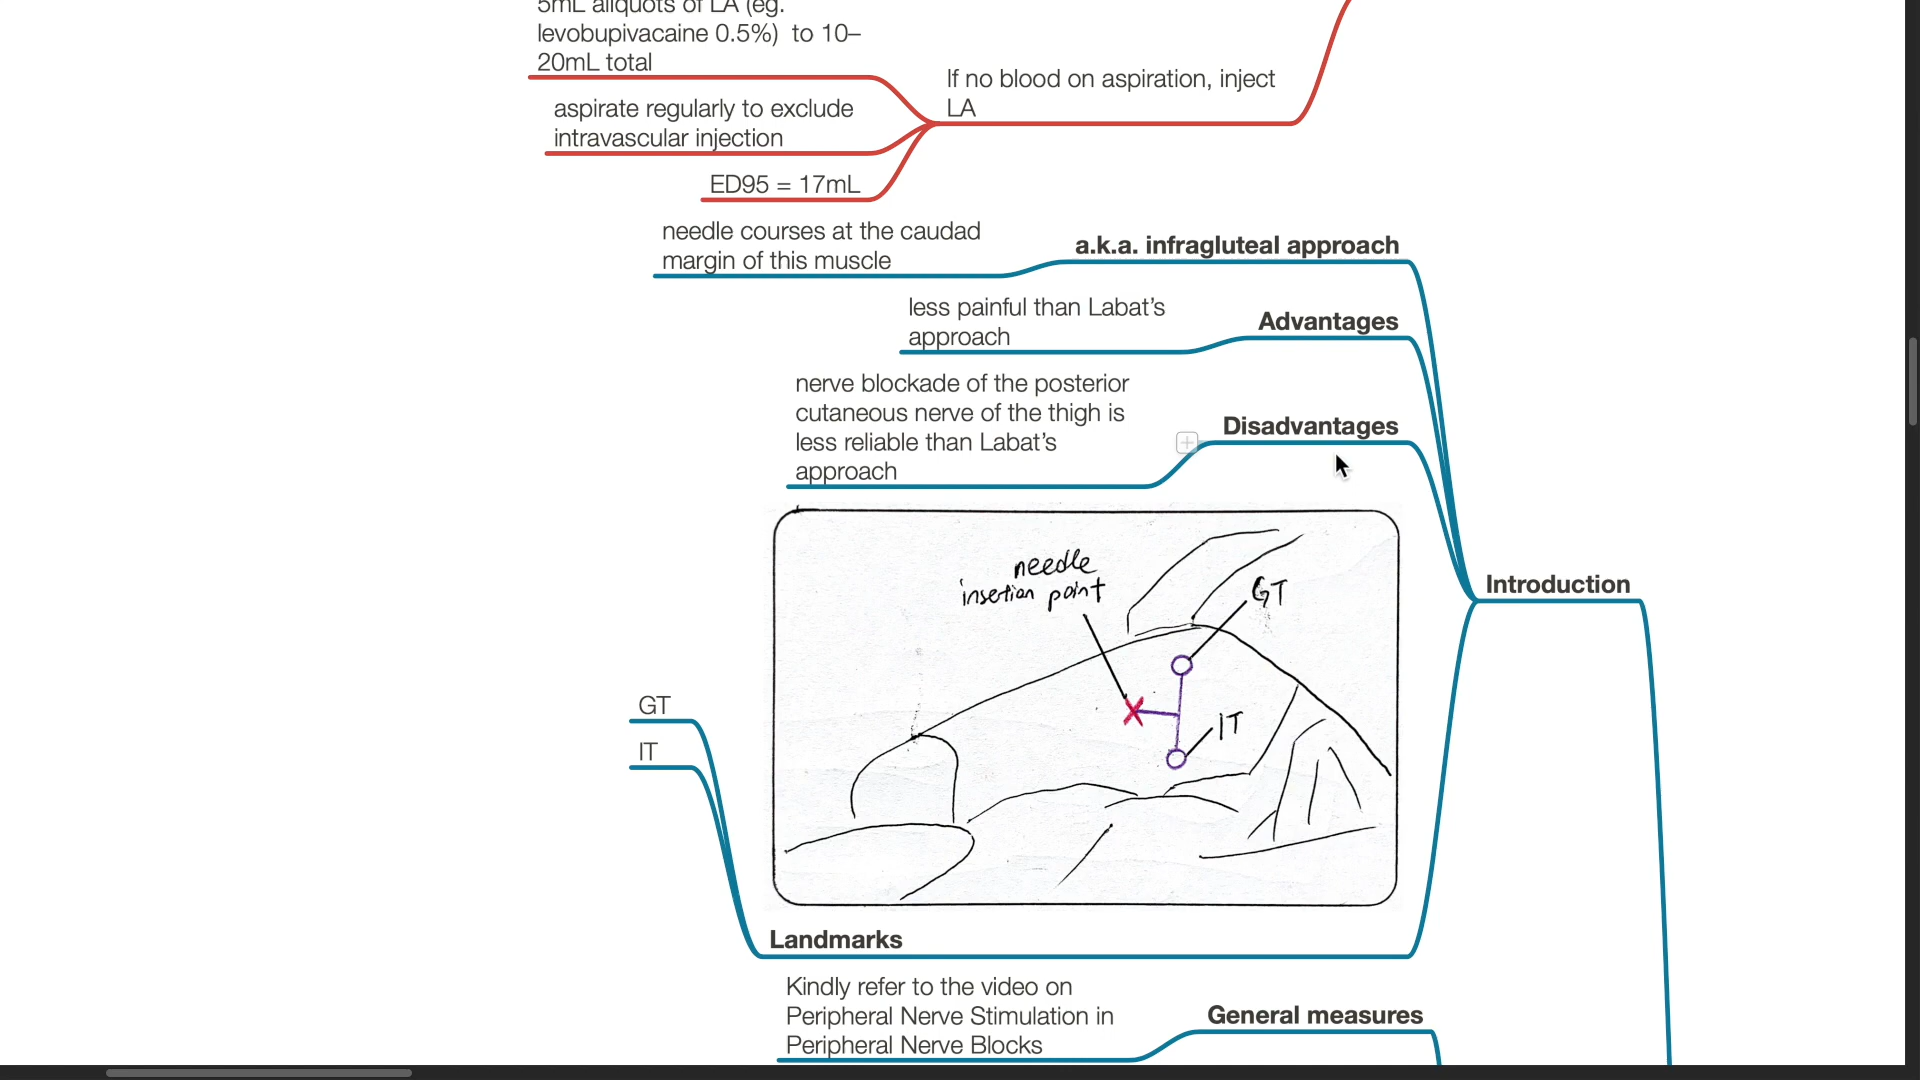 5mL aliquots of LA (eg.
levobupivacaine 0.5%) to 10–
20mL total
If no blood on aspiration, inject
LA
aspirate regularly to exclude
intravascular injection
ED95 = 17mL
needle courses at the caudad
margin of this muscle
a.k.a. infragluteal approach
less painful than Labat’s
approach
Advantages
nerve blockade of the posterior
cutaneous nerve of the thigh is
less reliable than Labat’s
approach
Disadvantages
needle
insertion point
GT
IT
Introduction
GT
IT
Landmarks
Kindly refer to the video on
Peripheral Nerve Stimulation in
Peripheral Nerve Blocks
General measures